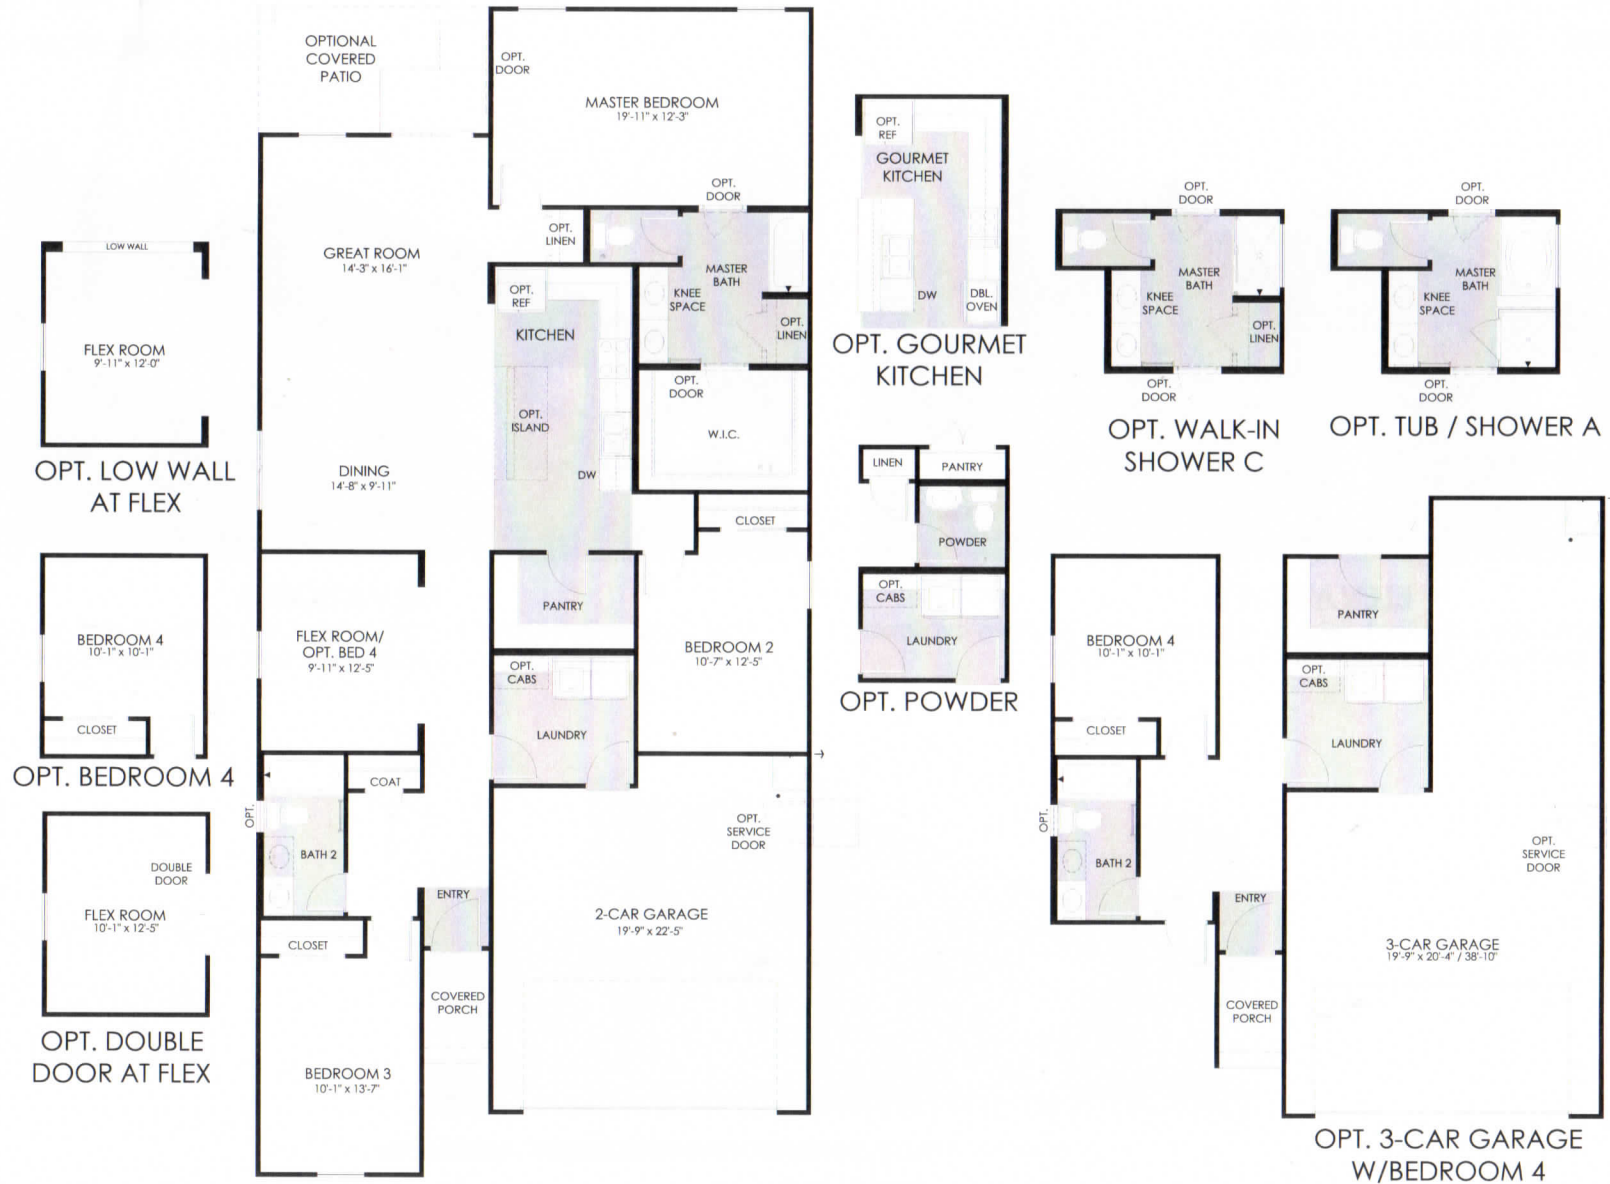 OPTIONAL
COVERED
PATIO
OPT.
DOOR
MASTER BEDROOM
19'-11" x 12'-3"
GREAT ROOM
14'-3" x 16'-1"
OPT.
LINEN
OPT.
DOOR
MASTER
BATH
KNEE
SPACE
OPT.
LINEN
OPT.
REF
KITCHEN
OPT.
ISLAND
DW
OPT.
DOOR
W.I.C.
DINING
14'-8" x 9'-11"
CLOSET
PANTRY
FLEX ROOM/
OPT. BED 4
9'-11" x 12'-5"
BEDROOM 2
10'-7" x 12'-5"
OPT.
CABS
LAUNDRY
COAT
OPT.
BATH 2
OPT.
SERVICE
DOOR
ENTRY
2-CAR GARAGE
19'-9" x 22'-5"
CLOSET
COVERED
PORCH
BEDROOM 3
10'-1" x 13'-7"
LOW WALL
FLEX ROOM
9'-11" x 12'-0"
OPT. LOW WALL
AT FLEX
BEDROOM 4
10'-1" x 10'-1"
CLOSET
OPT. BEDROOM 4
DOUBLE
DOOR
FLEX ROOM
10'-1" x 12'-5"
OPT. DOUBLE
DOOR AT FLEX
OPT.
REF
GOURMET
KITCHEN
DW
DBL.
OVEN
OPT. GOURMET
KITCHEN
LINEN
PANTRY
POWDER
OPT.
CABS
LAUNDRY
OPT. POWDER
OPT.
DOOR
MASTER
BATH
KNEE
SPACE
OPT.
LINEN
OPT.
DOOR
OPT. WALK-IN
SHOWER C
OPT.
DOOR
MASTER
BATH
KNEE
SPACE
OPT.
DOOR
OPT. TUB / SHOWER A
BEDROOM 4
10'-1" x 10'-1"
CLOSET
PANTRY
OPT.
CABS
LAUNDRY
OPT.
BATH 2
OPT.
SERVICE
DOOR
ENTRY
3-CAR GARAGE
19'-9" x 20'-4" / 38'-10"
COVERED
PORCH
OPT. 3-CAR GARAGE
W/BEDROOM 4